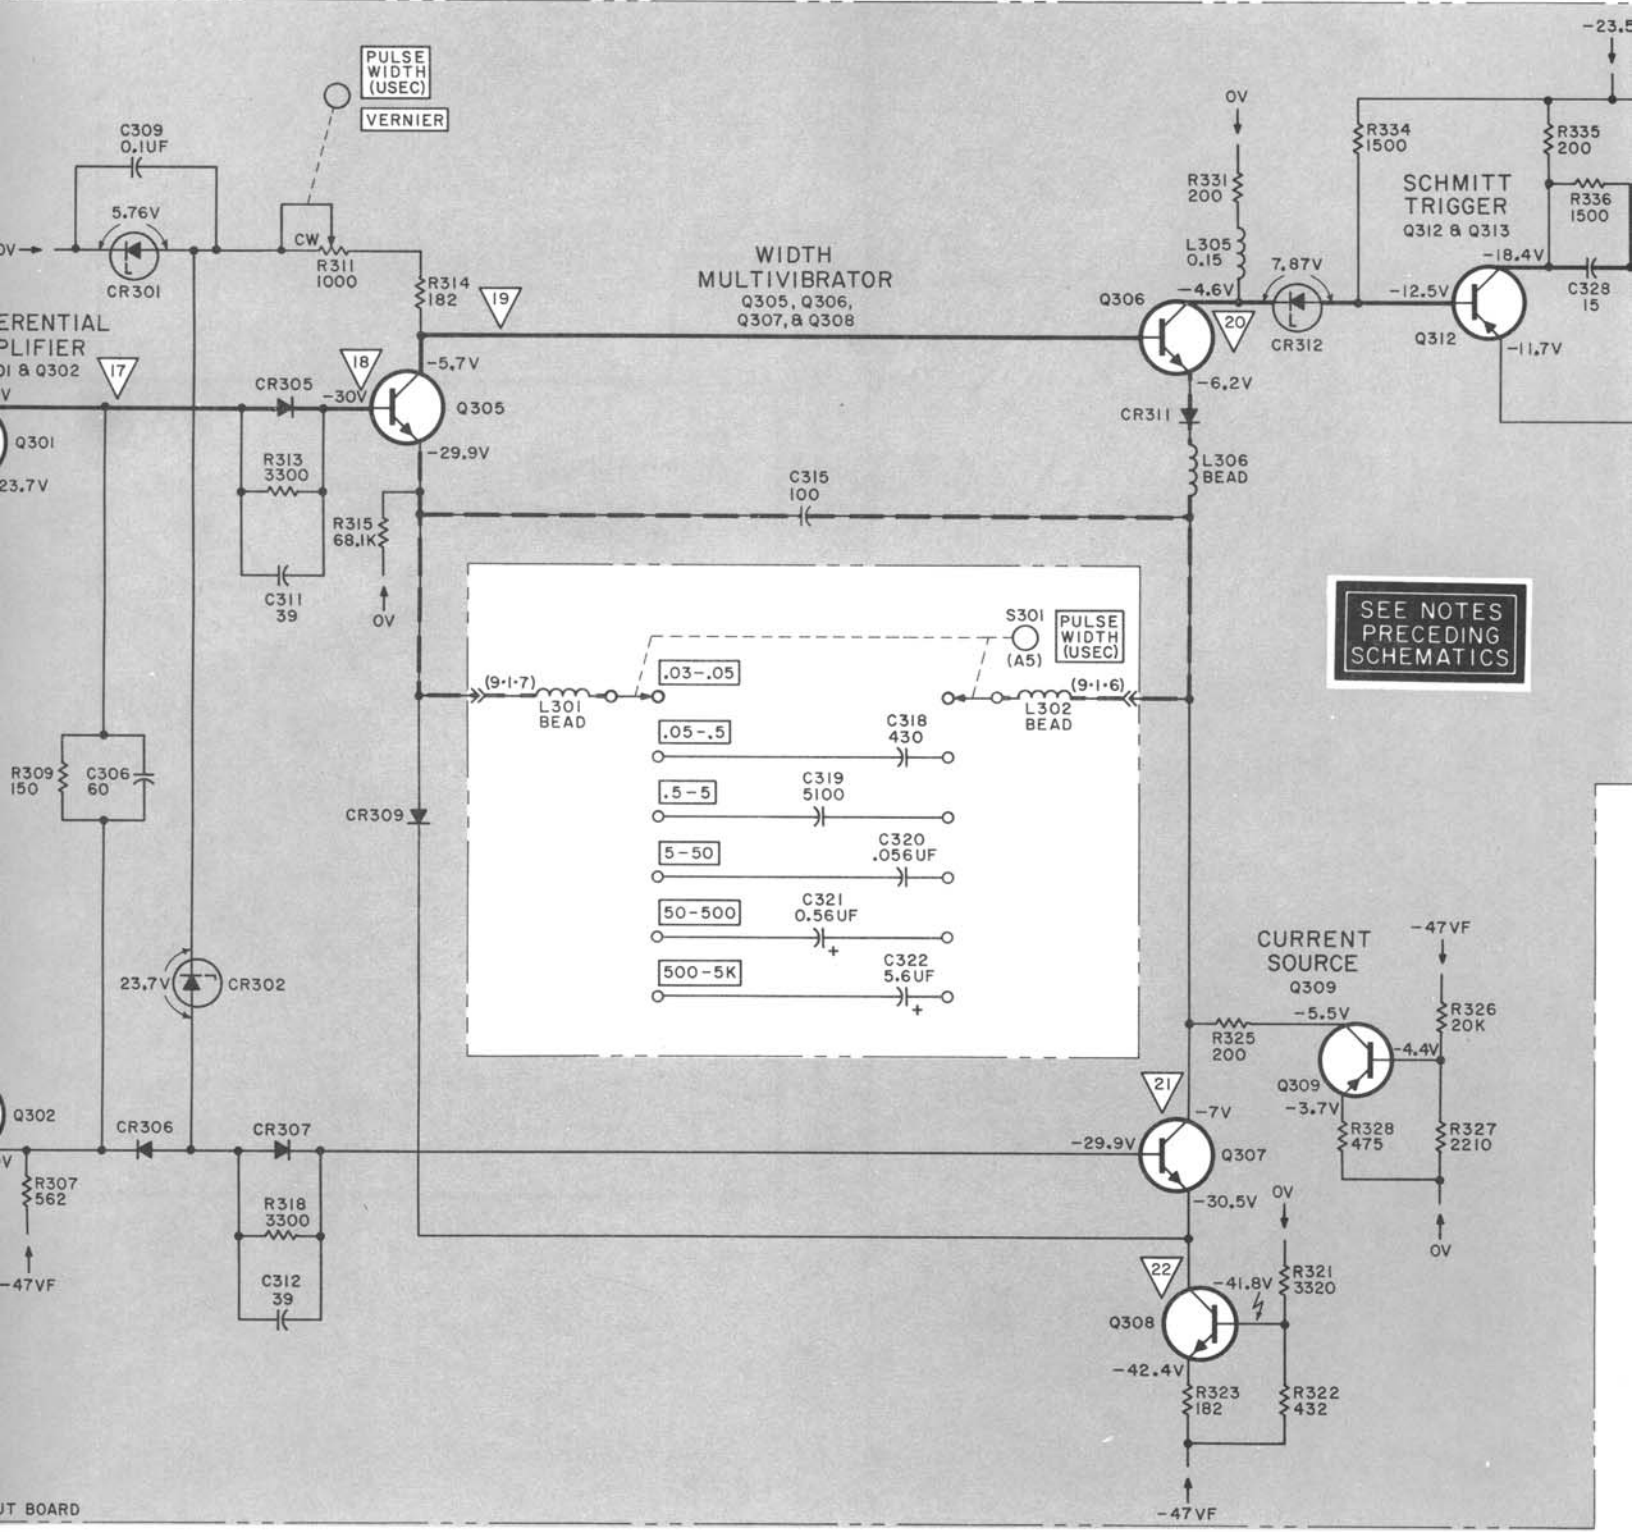 -23.5
PULSE
WIDTH
(USEC)
VERNIER
C309
0.1UF
5.76V
OV
CR301
CW
R311
1000
R314
182
19
WIDTH
MULTIVIBRATOR
Q305, Q306,
Q307, & Q308
OV
R331
200
L305
0.15
Q306
-4.6V
20
7.87V
CR312
R334
1500
R335
200
SCHMITT
TRIGGER
Q312 & Q313
R336
1500
-18.4V
C328
15
-12.5V
Q312
-11.7V
ERENTIAL
PLIFIER
01 & Q302
V
17
CR305
18
-30V
-5.7V
Q305
-29.9V
-6.2V
CR311
L306
BEAD
Q301
23.7V
R313
3300
C311
39
R315
68.1K
OV
C315
100
SEE NOTES
PRECEDING
SCHEMATICS
S301
(A5)
PULSE
WIDTH
(USEC)
(9·1·7)
L301
BEAD
.03-.05
(9·1·6)
L302
BEAD
.05-.5
C318
430
.5-5
C319
5100
5-50
C320
.056UF
50-500
C321
0.56UF
+
500-5K
C322
5.6UF
+
R309
150
C306
60
CR309
23.7V
CR302
CURRENT
SOURCE
Q309
-47VF
R326
20K
-5.5V
R325
200
-4.4V
Q309
-3.7V
R328
475
R327
2210
OV
Q302
V
CR306
CR307
21
-7V
-29.9V
Q307
-30.5V
R307
562
-47VF
R318
3300
C312
39
OV
22
-41.8V
R321
3320
Q308
-42.4V
R323
182
R322
432
-47VF
UT BOARD